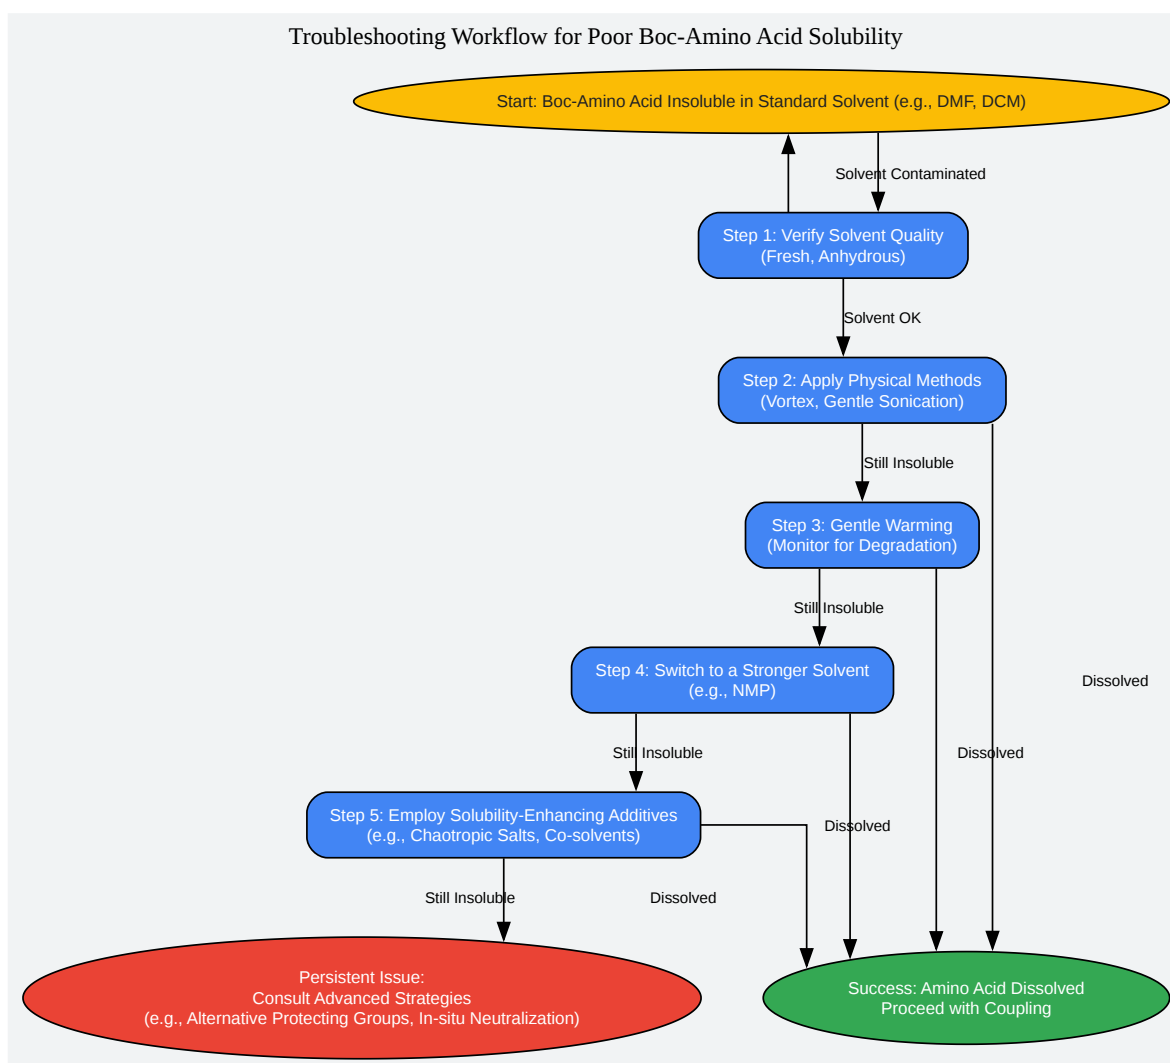 Troubleshooting Workflow for Poor Boc-Amino Acid Solubility
Start: Boc-Amino Acid Insoluble in Standard Solvent (e.g., DMF, DCM)
Solvent Contaminated
Step 1: Verify Solvent Quality
(Fresh, Anhydrous)
Solvent OK
Step 2: Apply Physical Methods
(Vortex, Gentle Sonication)
Still Insoluble
Step 3: Gentle Warming
(Monitor for Degradation)
Still Insoluble
Step 4: Switch to a Stronger Solvent
(e.g., NMP)
Dissolved
Still Insoluble
Dissolved
Step 5: Employ Solubility-Enhancing Additives
(e.g., Chaotropic Salts, Co-solvents)
Dissolved
Still Insoluble
Dissolved
Persistent Issue:
Consult Advanced Strategies
(e.g., Alternative Protecting Groups, In-situ Neutralization)
Success: Amino Acid Dissolved
Proceed with Coupling